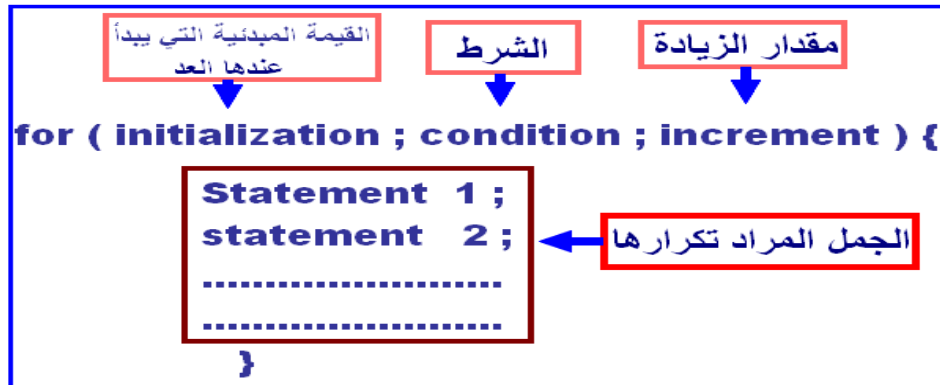 القيمة المبدئية التي يبدأ
عندها العد
الشرط
مقدار الزيادة
for ( initialization ; condition ; increment ) {
Statement 1 ;
statement 2 ;
........................
........................
الجمل المراد تكرارها
}